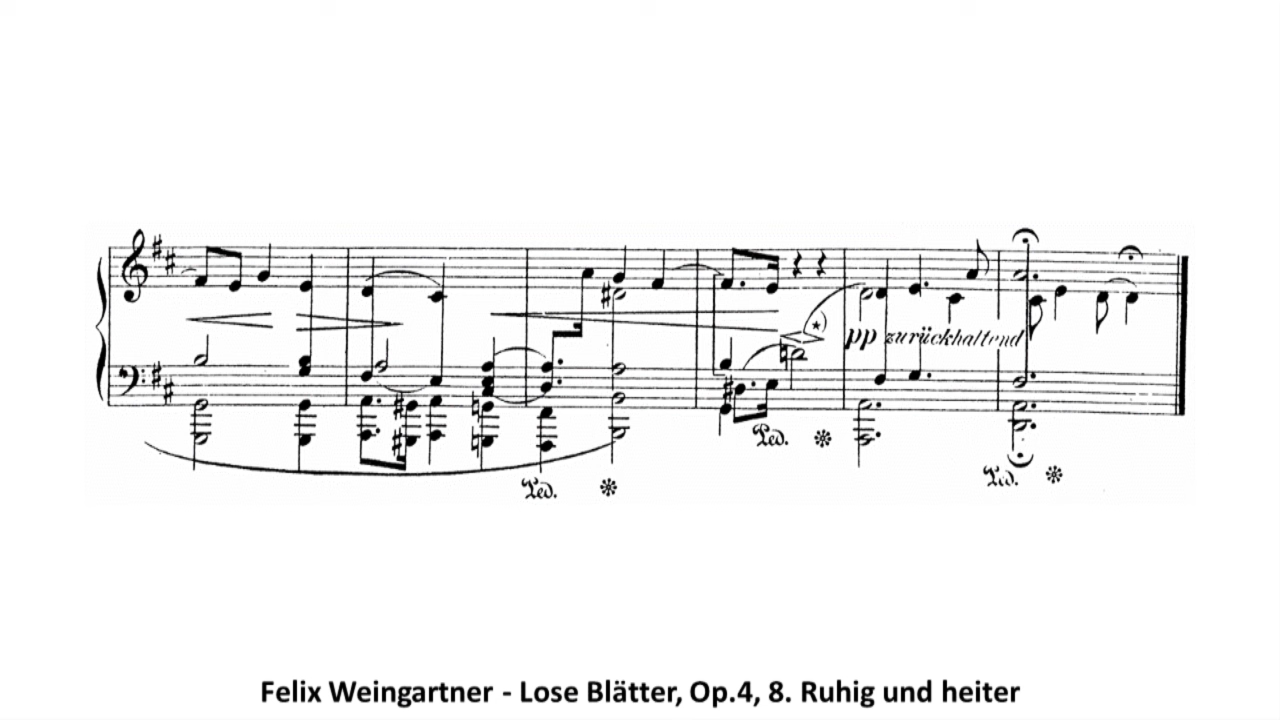 pp zurückhaltend
Ped.
Ped.
Ped.
Felix Weingartner - Lose Blätter, Op.4, 8. Ruhig und heiter